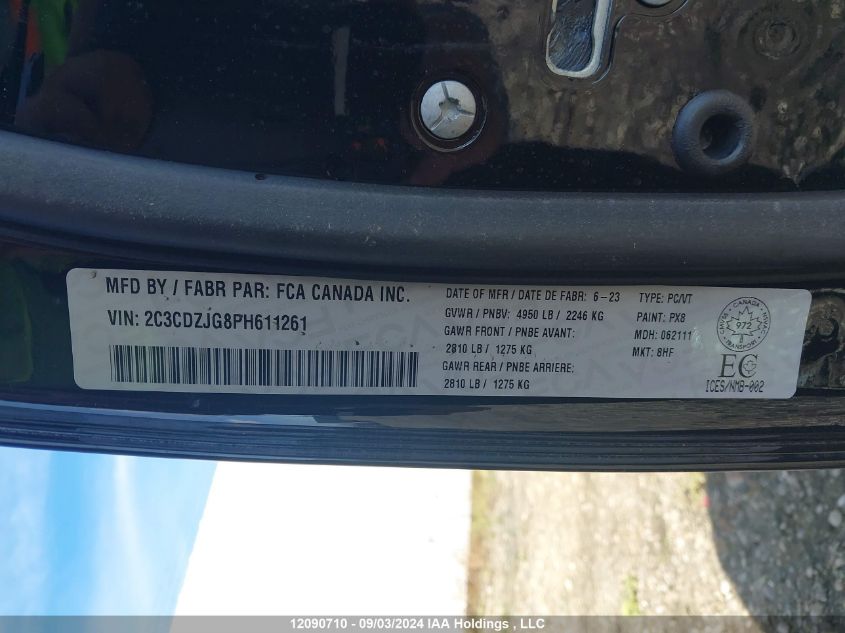 MFD BY / FABR PAR: FCA CANADA INC.
VIN: 2C3CDZJG8PH611261
DATE OF MFR / DATE DE FABR: 6-23
GVWR / PNBV: 4950 LB / 2246 KG
GAWR FRONT / PNBE AVANT:
2810 LB / 1275 KG
GAWR REAR / PNBE ARRIERE:
2810 LB / 1275 KG
TYPE: PC/VT
PAINT: PX8
MDH: 062111
MKT: 8HF
CANADA
972
TRANSPORT
EC
ICES/NMB-002
12090710 - 09/03/2024 IAA Holdings , LLC